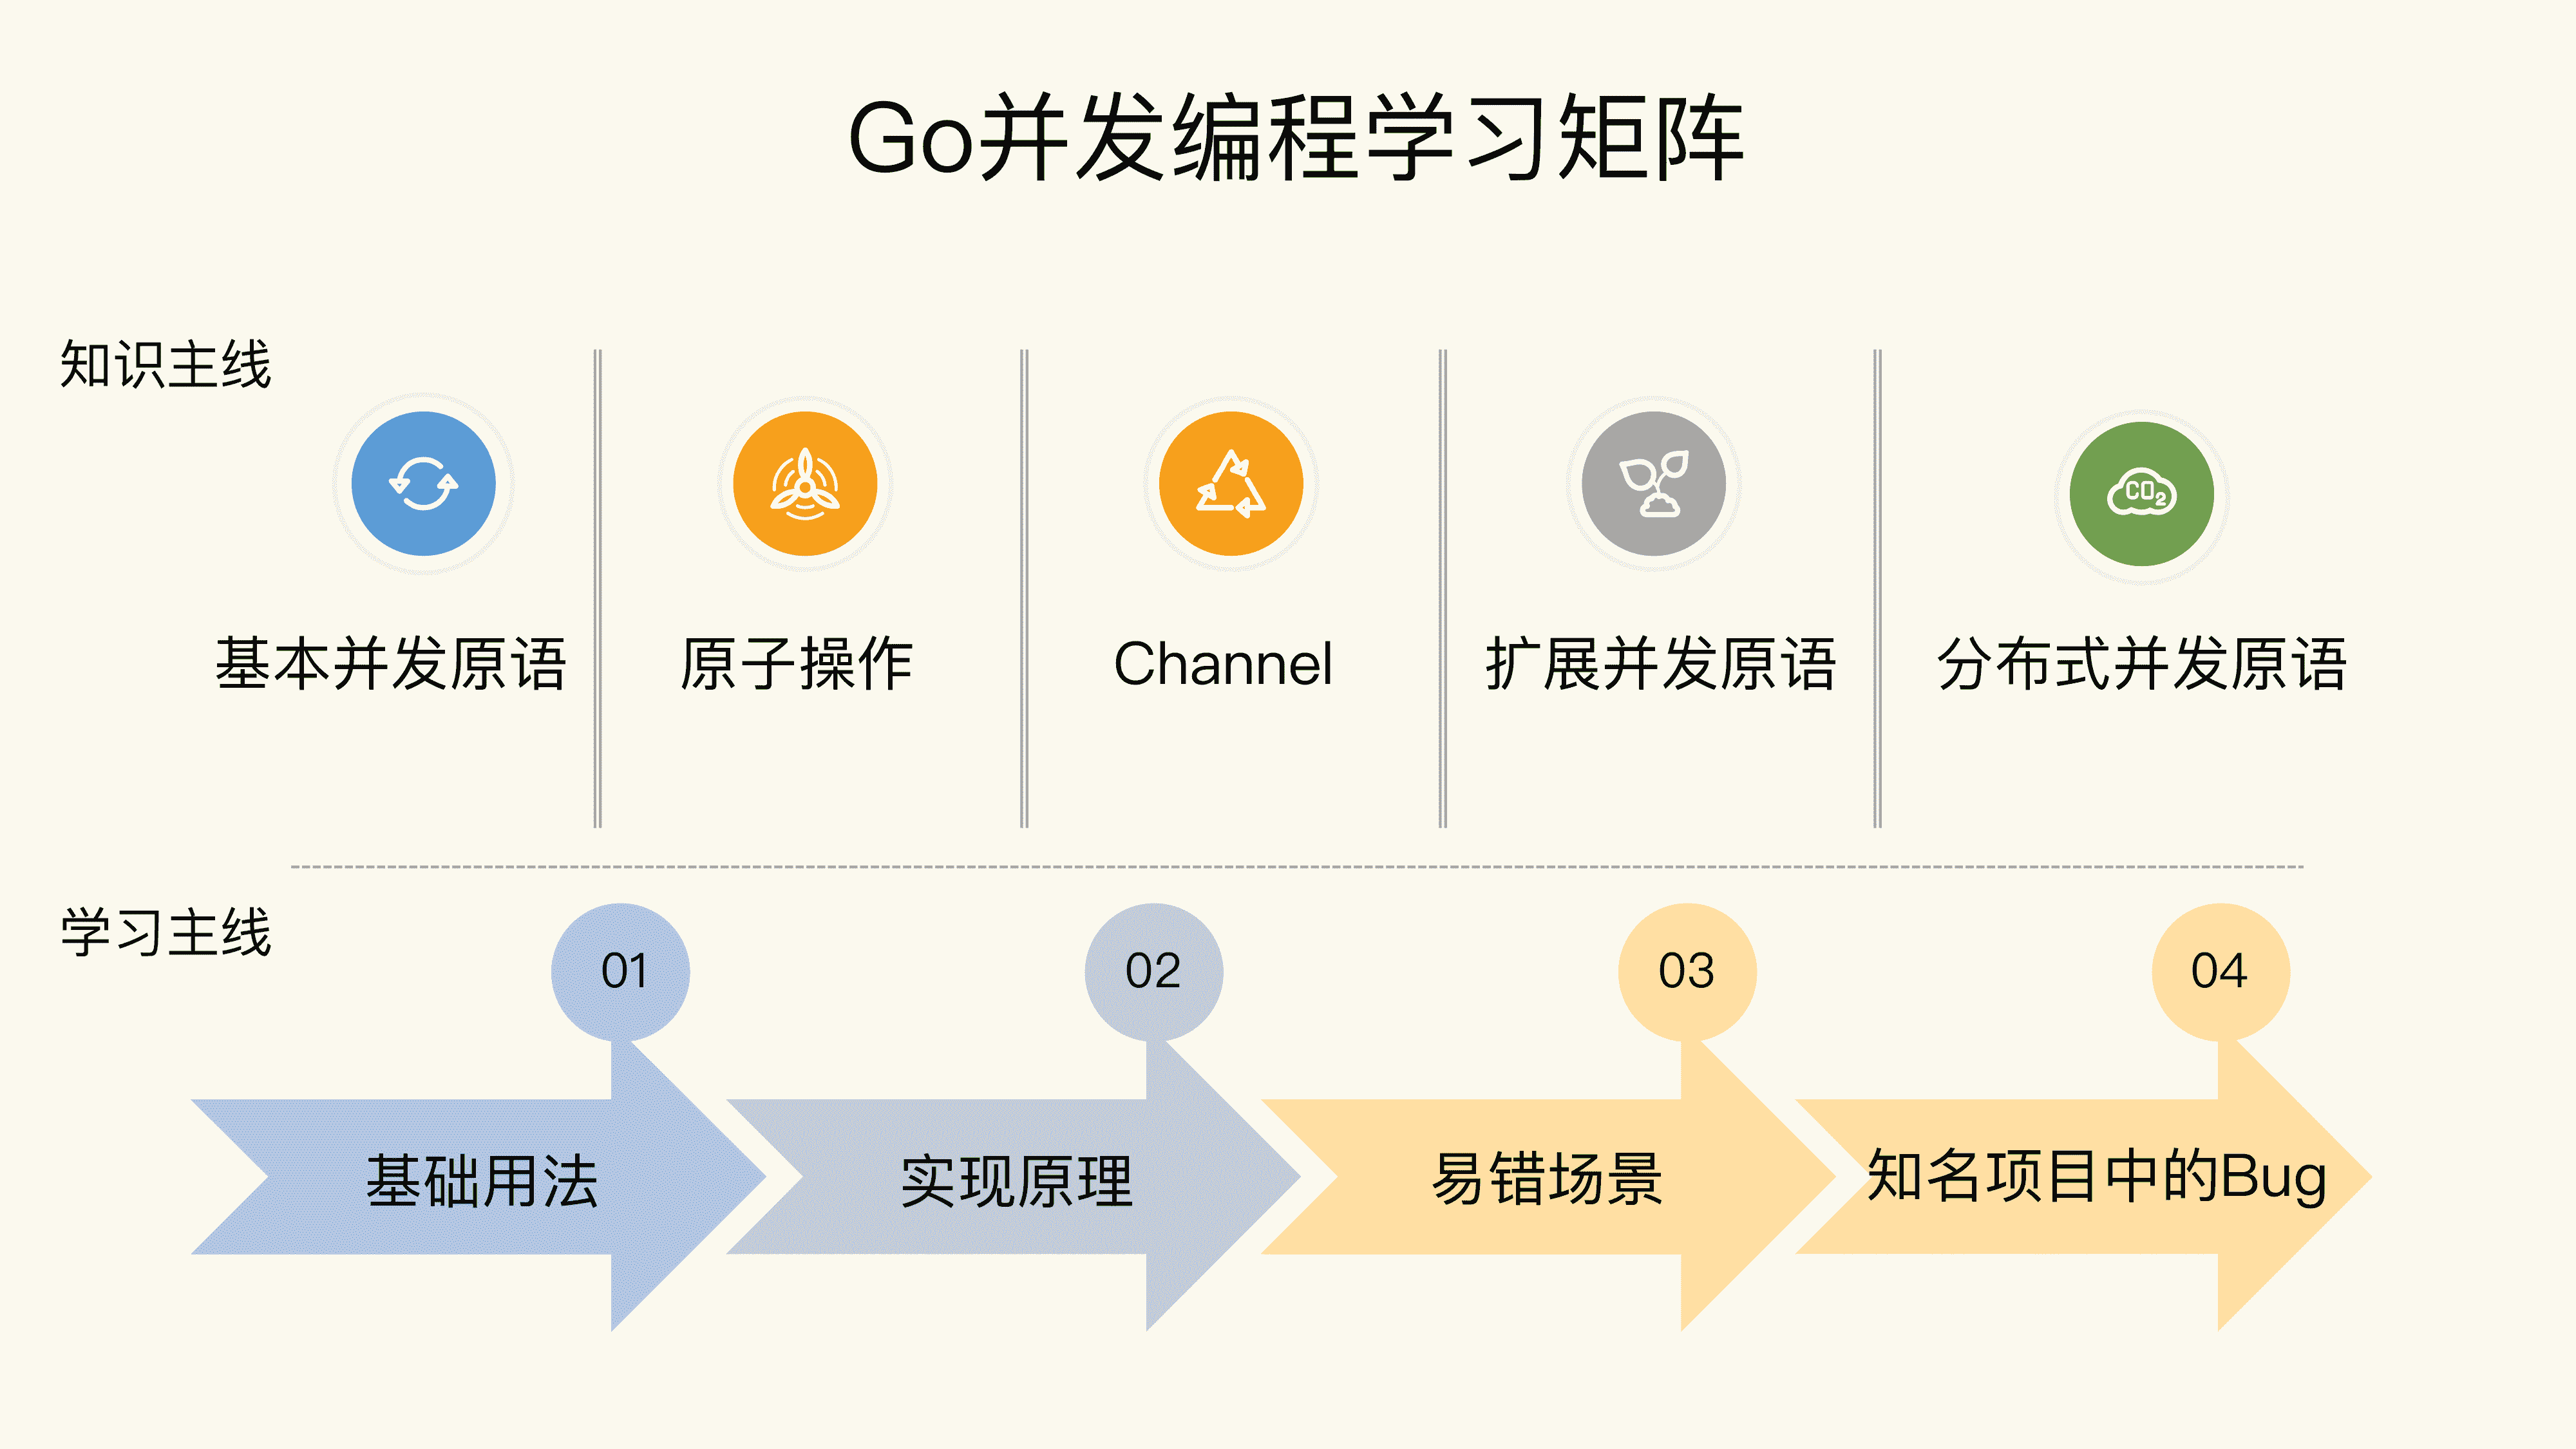 Go并发编程学习矩阵
知识主线
CO2
基本并发原语
原子操作
Channel
扩展并发原语
分布式并发原语
学习主线
01
02
03
04
基础用法
实现原理
易错场景
知名项目中的Bug